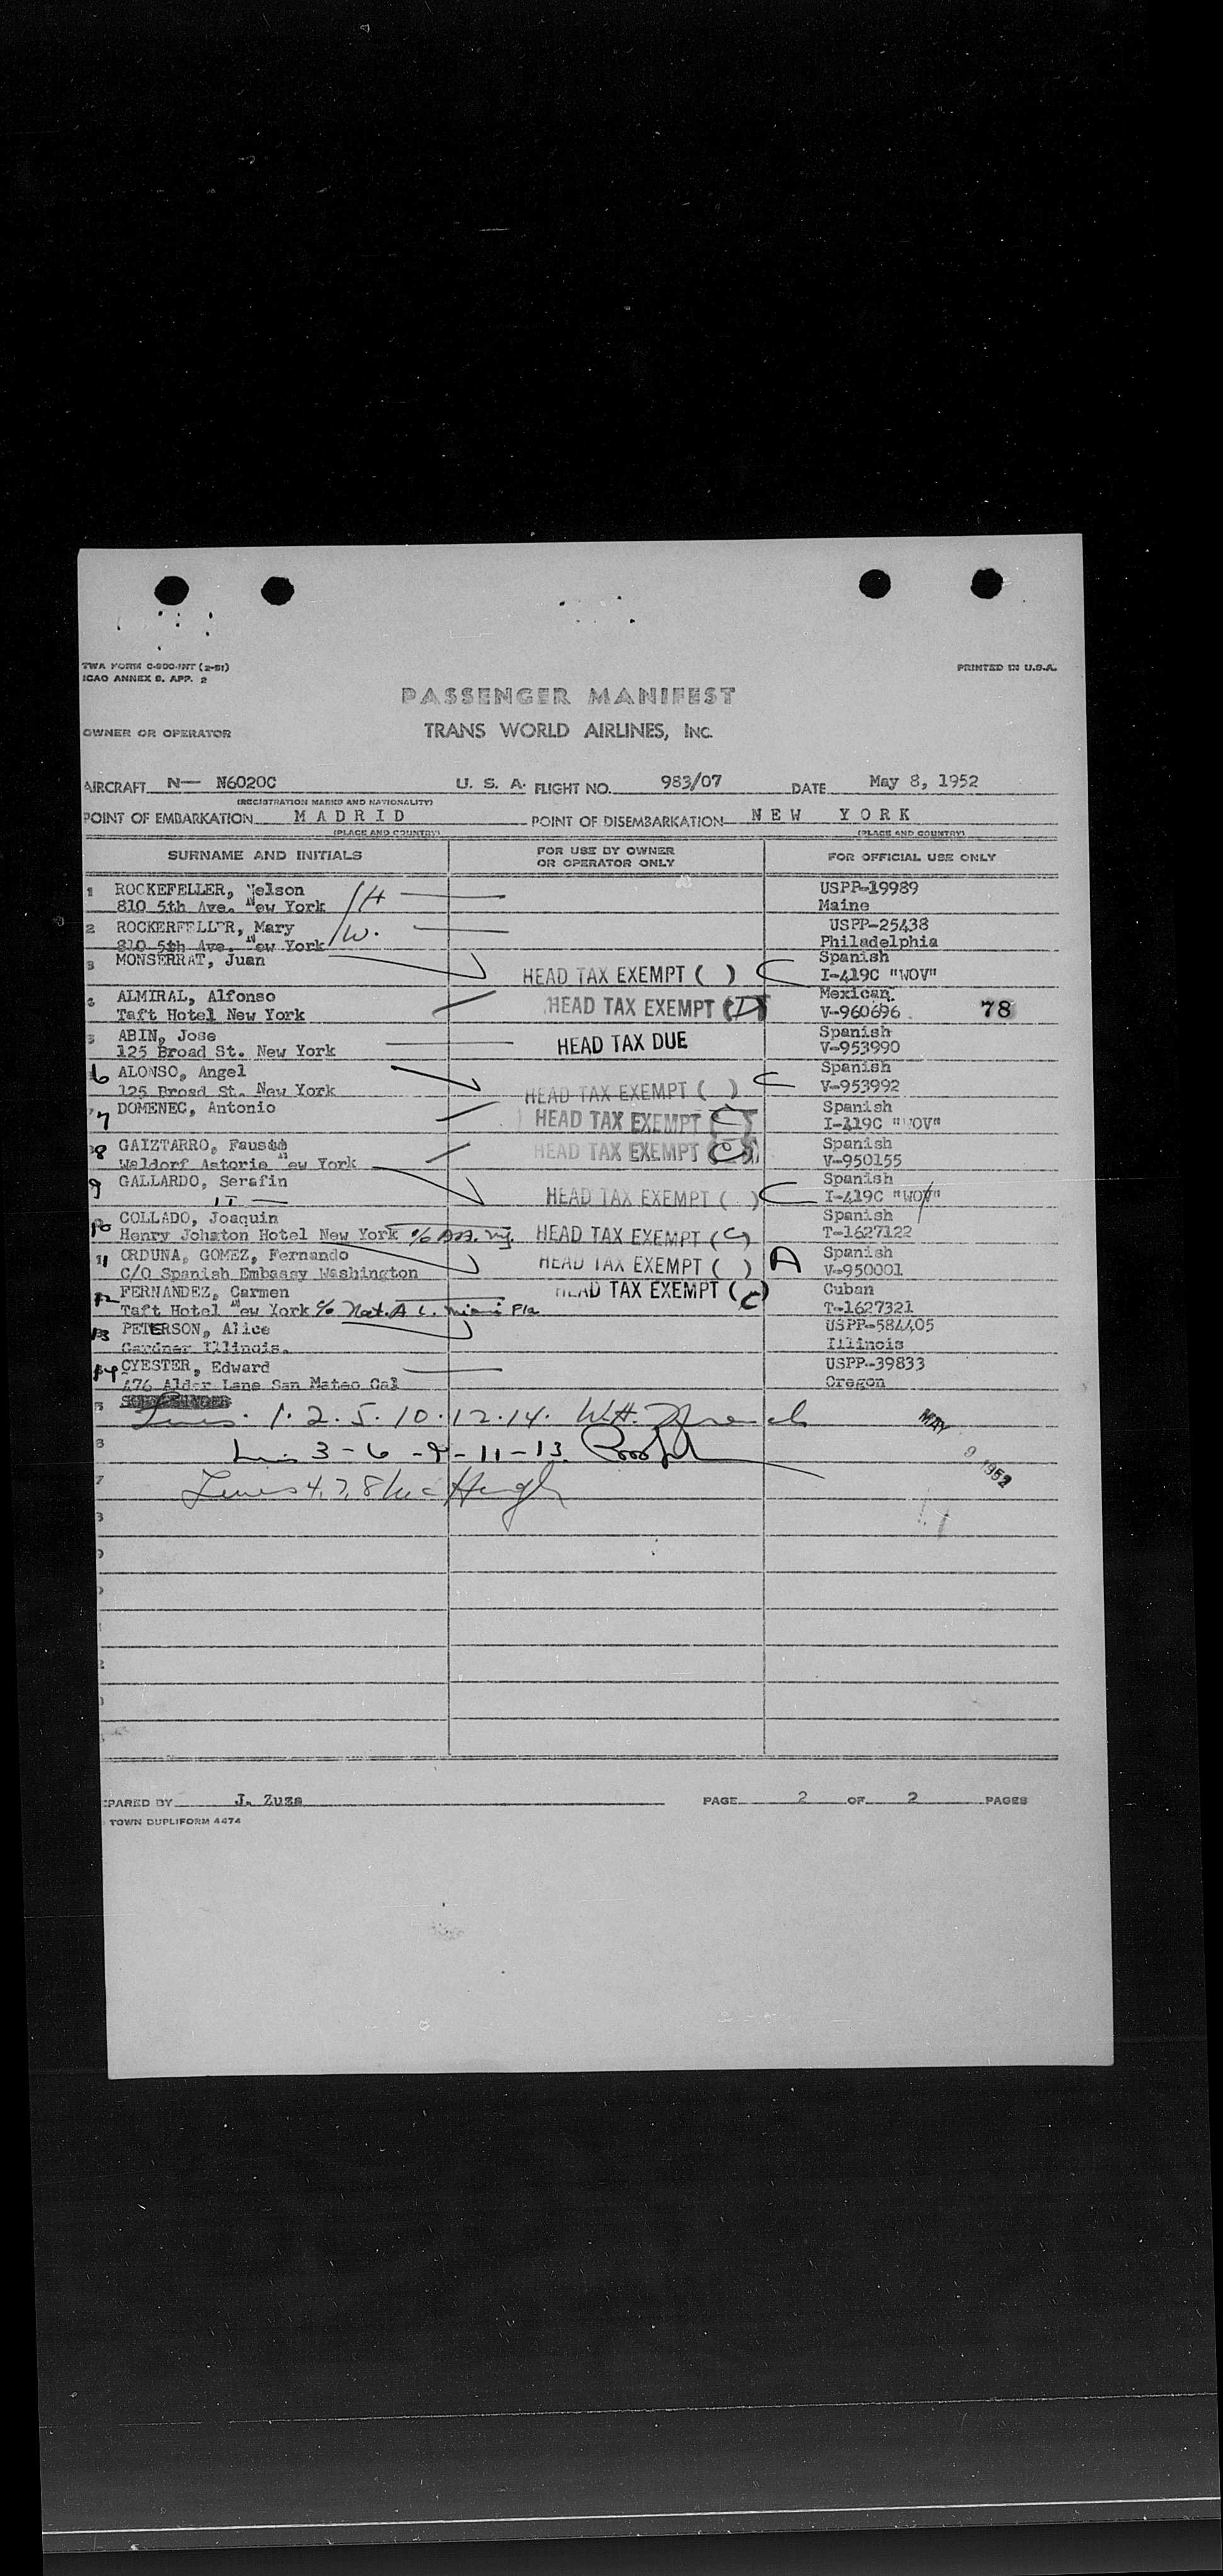 TWA FORM C-900-INT (2-51)
ICAO ANNEX 9. APP. 2
PRINTED IN U.S.A.
PASSENGER MANIFEST
OWNER OR OPERATOR TRANS WORLD AIRLINES, INC.
AIRCRAFT N— N6020C U. S. A. FLIGHT NO. 983/07 DATE May 8, 1952
(REGISTRATION MARKS AND NATIONALITY)
POINT OF EMBARKATION MADRID POINT OF DISEMBARKATION NEW YORK
(PLACE AND COUNTRY) (PLACE AND COUNTRY)
SURNAME AND INITIALS FOR USE BY OWNER OR OPERATOR ONLY FOR OFFICIAL USE ONLY
1 ROCKEFELLER, Nelson /H USPP-19989
810 5th Ave. New York Maine
2 ROCKERFELLER, Mary /W. USPP-25438
810 5th Ave. New York Philadelphia
3 MONSERRAT, Juan HEAD TAX EXEMPT ( ) C Spanish
I-419C "WOV"
4 ALMIRAL, Alfonso HEAD TAX EXEMPT ( ) Mexican
Taft Hotel New York V-960696 78
5 ABIN, Jose HEAD TAX DUE Spanish
125 Broad St. New York V-953990
6 ALONSO, Angel HEAD TAX EXEMPT ( ) C Spanish
125 Broad St. New York V-953992
7 DOMENEC, Antonio HEAD TAX EXEMPT (C) Spanish
I-419C "WOV"
8 GAIZTARRO, Fausto HEAD TAX EXEMPT (C) Spanish
Waldorf Astoria New York V-950155
9 GALLARDO, Serafin HEAD TAX EXEMPT ( ) C Spanish
I-419C "WOV"
10 COLLADO, Joaquin HEAD TAX EXEMPT (C) Spanish
Henry Johnton Hotel New York c/o T-1627122
11 ORDUNA, GOMEZ, Fernando HEAD TAX EXEMPT ( ) A Spanish
C/O Spanish Embassy Washington V-950001
12 FERNANDEZ, Carmen HEAD TAX EXEMPT (C) Cuban
Taft Hotel New York c/o Nat. A L. Miami Fla T-1627321
13 PETERSON, Alice USPP-584405
Gardner Illinois. Illinois
14 CYESTER, Edward USPP-39833
476 Alder Lane San Mateo Cal Oregon
Lines 1. 2. 5. 10. 12. 14. W.H.
MAY 9 1952
3 - 6 - 9 - 11 - 13
Lines 4, 7, 8 McHugh
PREPARED BY J. Zuza PAGE 2 OF 2 PAGES
TOWN DUPLIFORM 4474